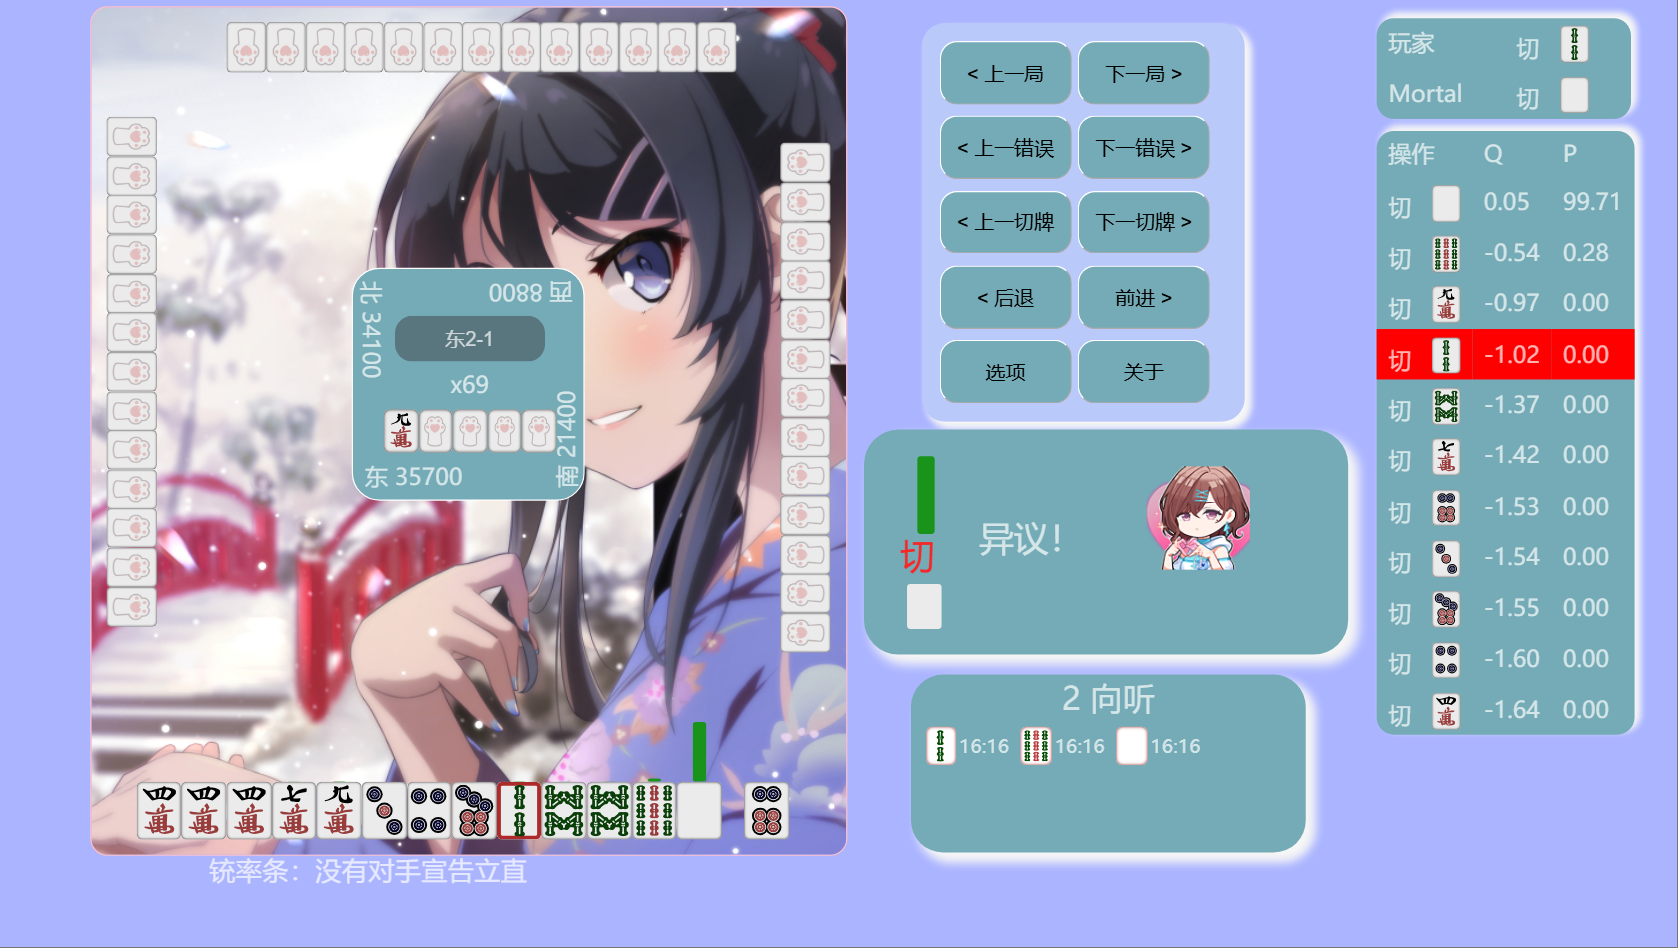 西 8800
北 34100
东2-1
x69
南 21400
东 35700
铳率条：没有对手宣告立直
< 上一局
下一局 >
< 上一错误
下一错误 >
< 上一切牌
下一切牌 >
< 后退
前进 >
选项
关于
切
异议！
2 向听
16:16
16:16
16:16
玩家 切
Mortal 切
操作 Q P
切 0.05 99.71
切 -0.54 0.28
切 -0.97 0.00
切 -1.02 0.00
切 -1.37 0.00
切 -1.42 0.00
切 -1.53 0.00
切 -1.54 0.00
切 -1.55 0.00
切 -1.60 0.00
切 -1.64 0.00